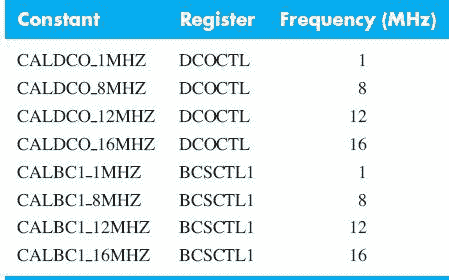 Constant Register Frequency (MHz)
CALDCO_1MHZ DCOCTL 1
CALDCO_8MHZ DCOCTL 8
CALDCO_12MHZ DCOCTL 12
CALDCO_16MHZ DCOCTL 16
CALBC1_1MHZ BCSCTL1 1
CALBC1_8MHZ BCSCTL1 8
CALBC1_12MHZ BCSCTL1 12
CALBC1_16MHZ BCSCTL1 16